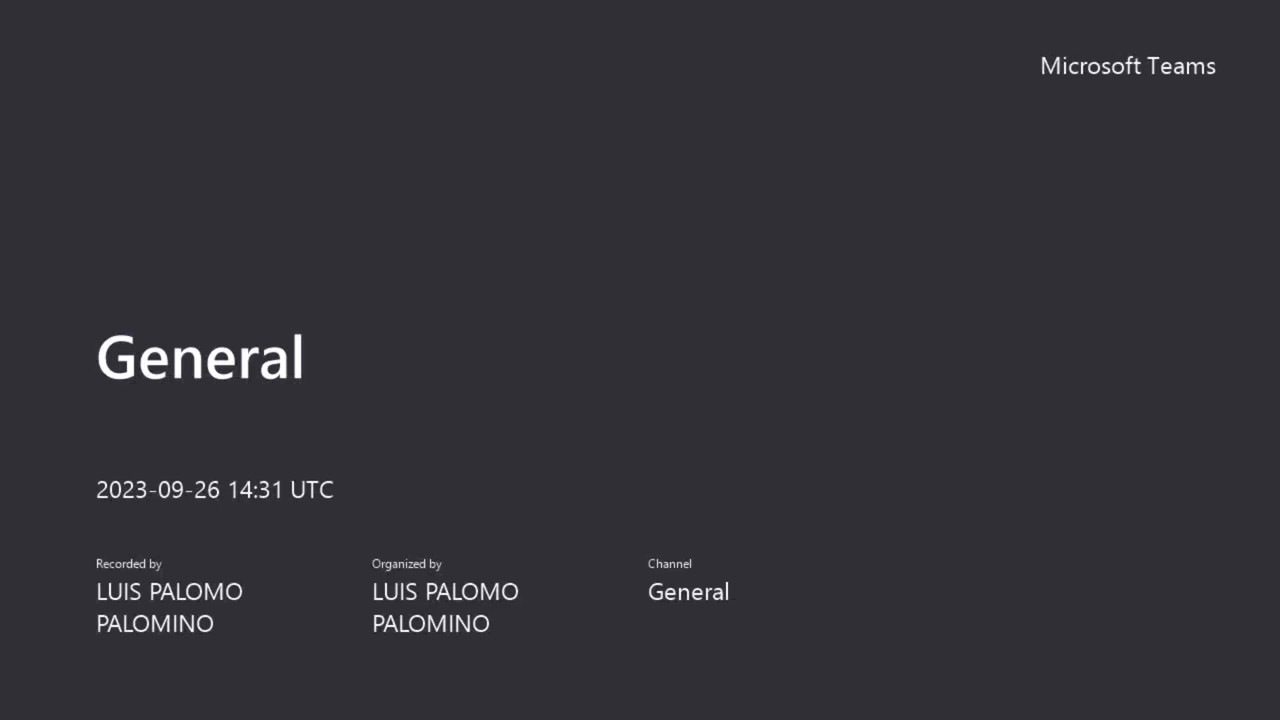 Microsoft Teams
General
2023-09-26 14:31 UTC
Recorded by
LUIS PALOMO
PALOMINO
Organized by
LUIS PALOMO
PALOMINO
Channel
General